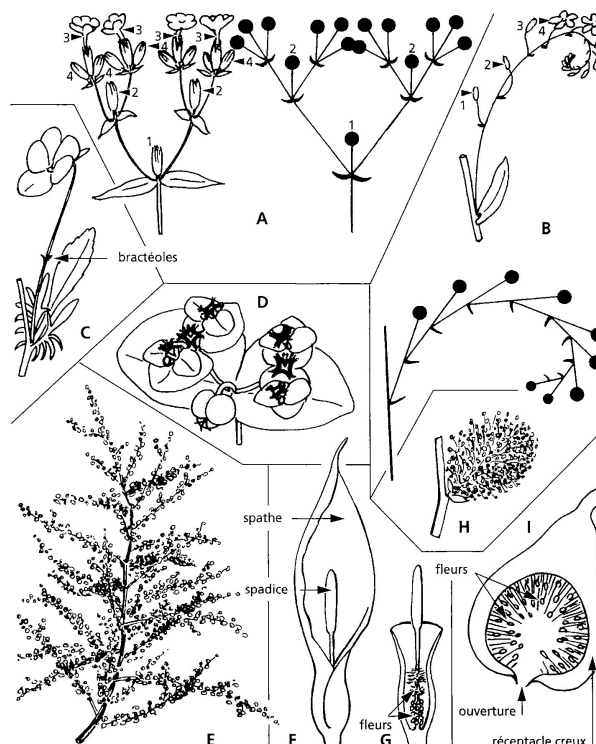 3 3 3 3
4 4 4 4
2 2
1
2 2
1
A
3
4
2
1
B
bractéoles
C
D
H I
spathe
fleurs
spadice
ouverture
fleurs
E F G
réceptacle creux